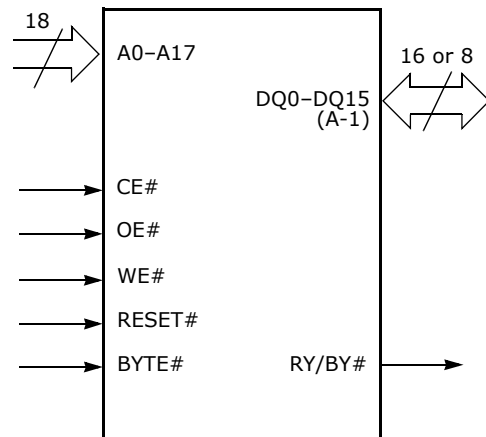 18
A0–A17
16 or 8
DQ0–DQ15
(A-1)
CE#
OE#
WE#
RESET#
BYTE#
RY/BY#